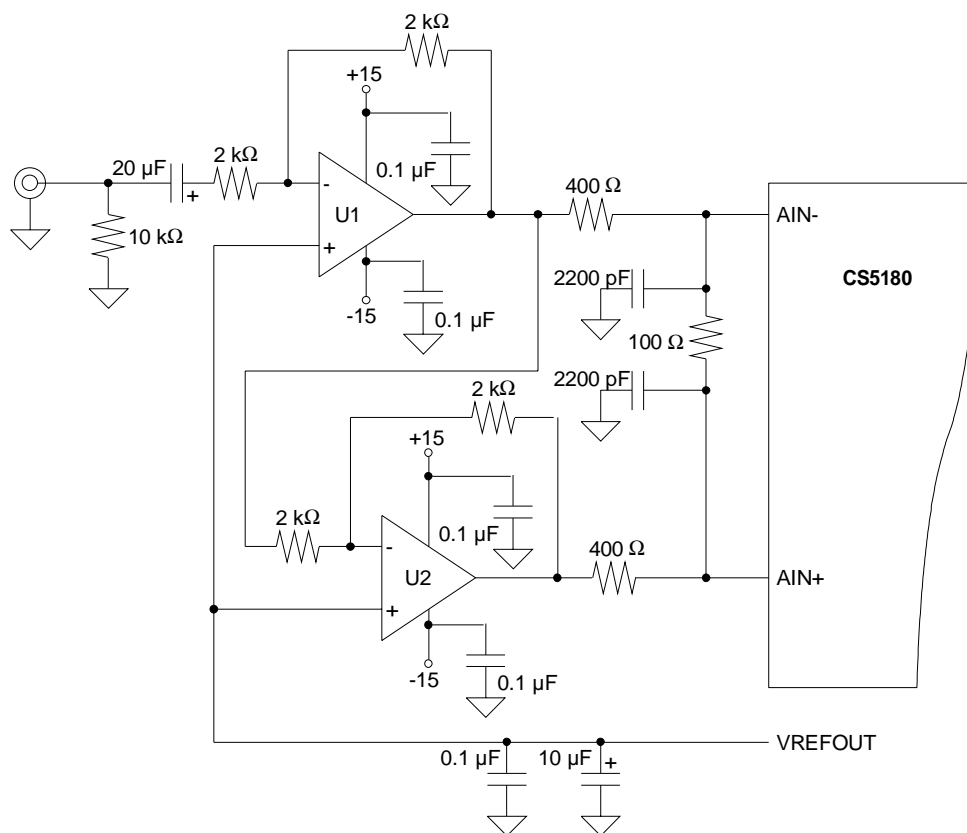 2 kΩ
+15
20 µF
2 kΩ
0.1 µF
-
U1
+
400 Ω
AIN-
10 kΩ
+
-15
0.1 µF
2200 pF
CS5180
100 Ω
2200 pF
2 kΩ
+15
2 kΩ
0.1 µF
-
U2
+
400 Ω
AIN+
-15
0.1 µF
VREFOUT
0.1 µF
10 µF
+